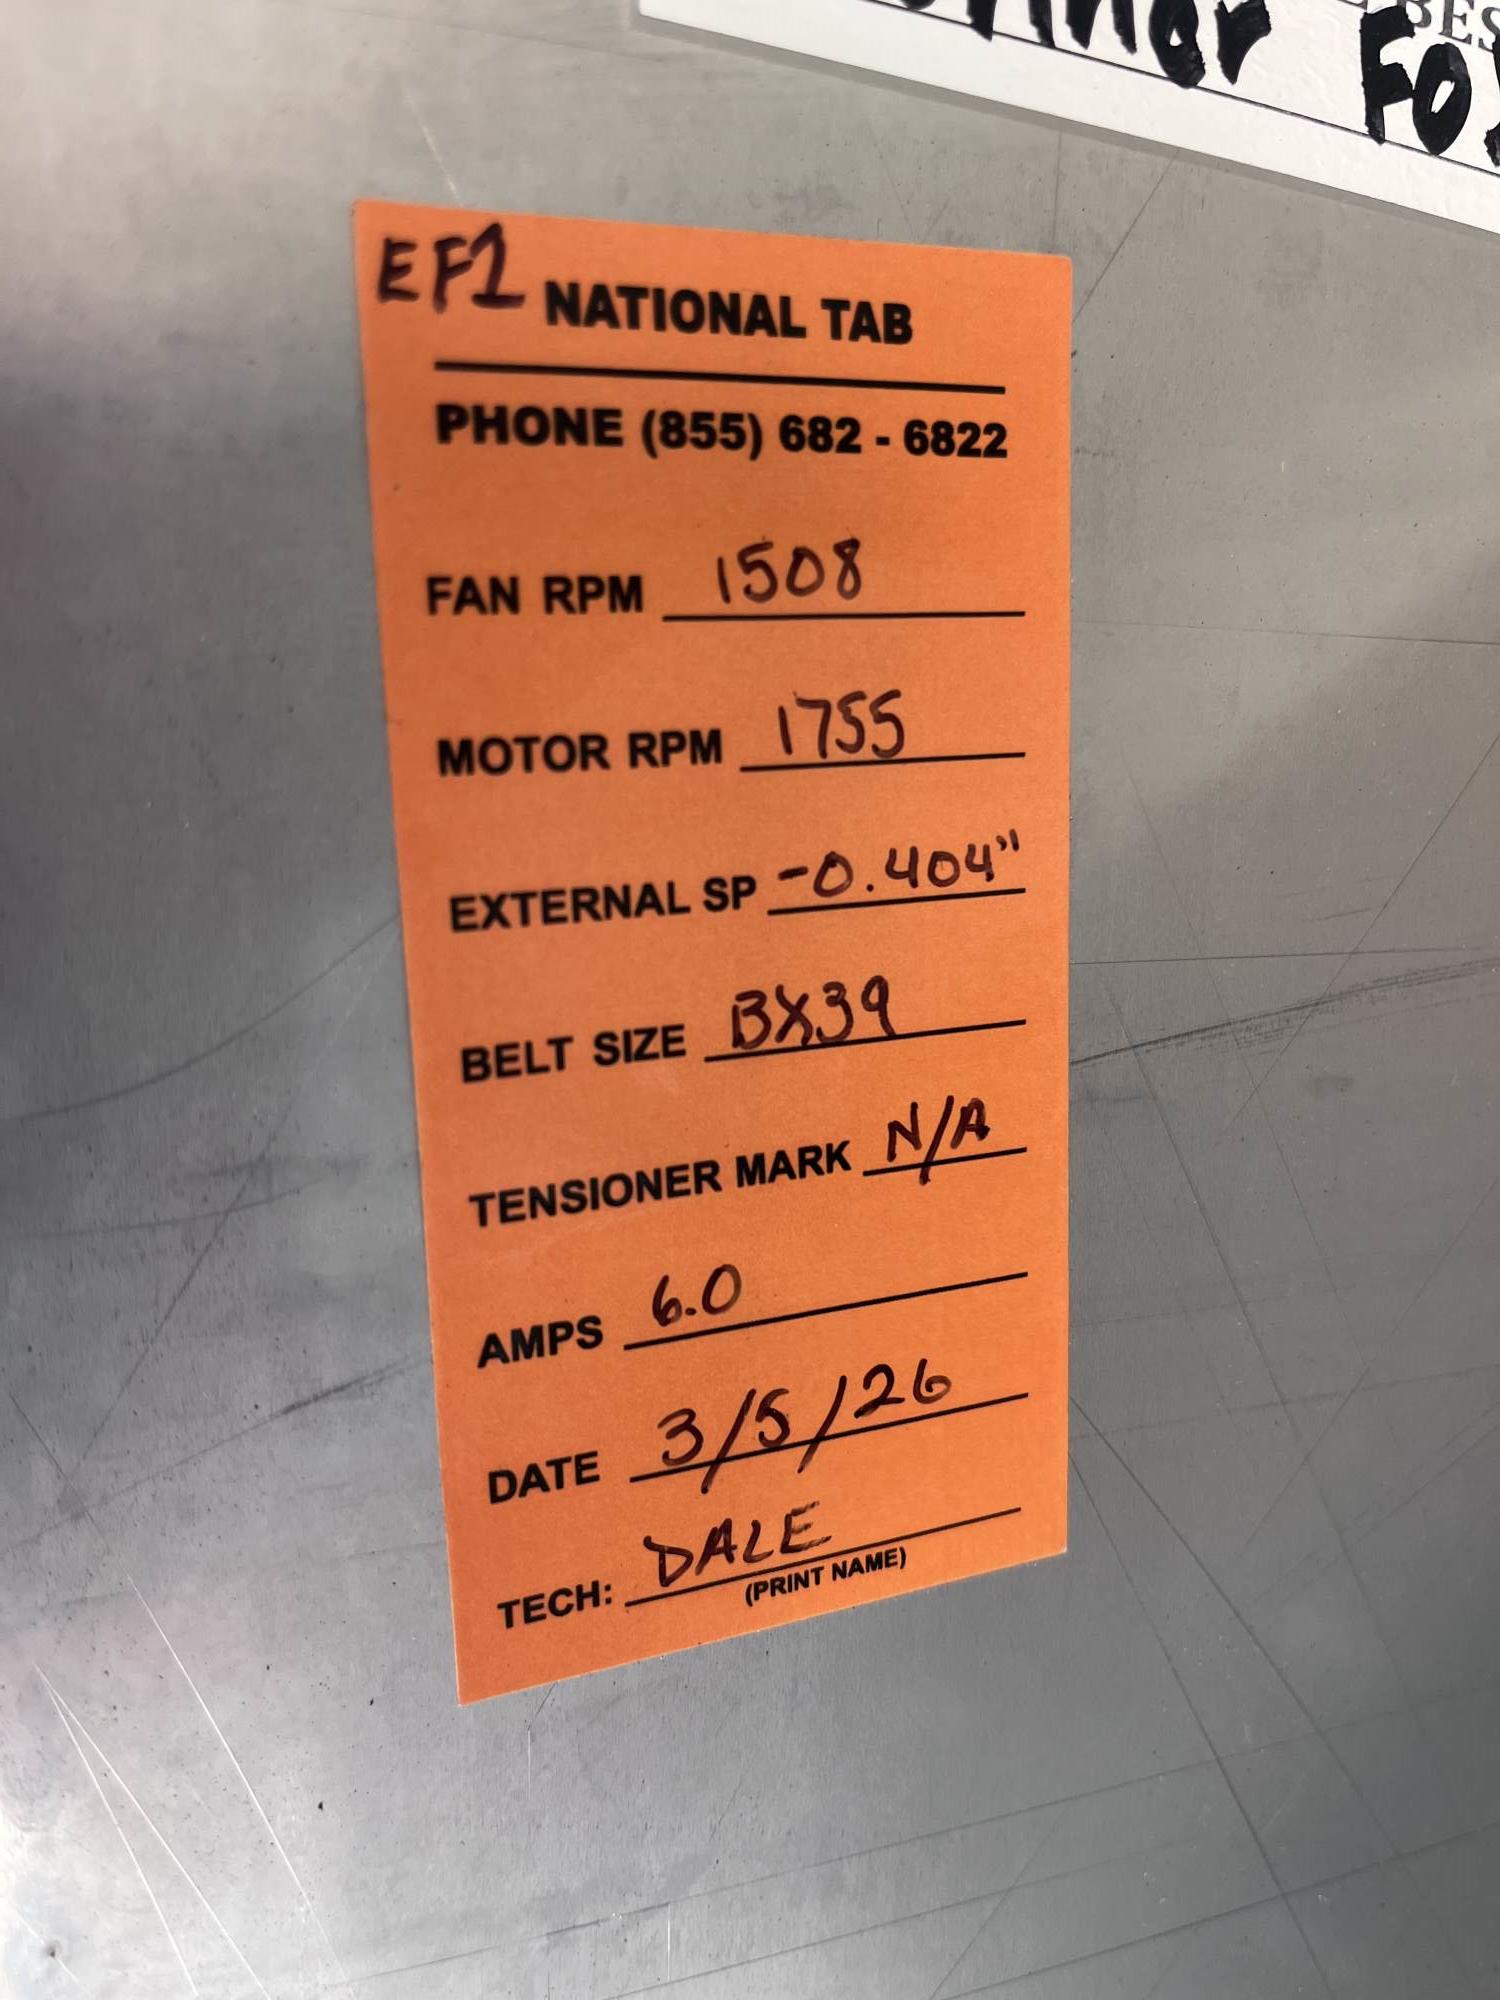 FOX
EF1 NATIONAL TAB
PHONE (855) 682 - 6822
FAN RPM 1508
MOTOR RPM 1755
EXTERNAL SP -0.404"
BELT SIZE BX39
TENSIONER MARK N/A
AMPS 6.0
DATE 3/5/26
TECH: DALE
(PRINT NAME)